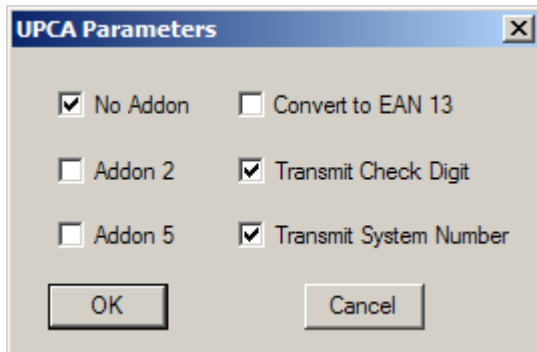 UPCA Parameters
No Addon
Convert to EAN 13
Addon 2
Transmit Check Digit
Addon 5
Transmit System Number
OK
Cancel